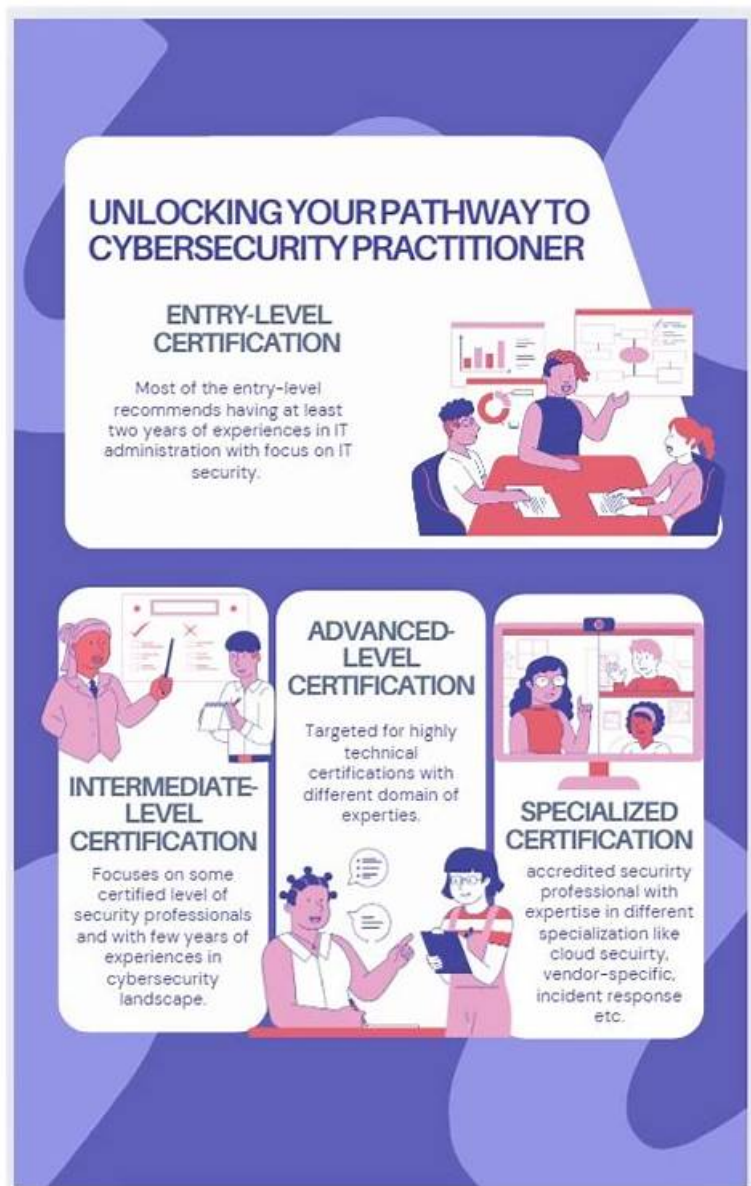 UNLOCKING YOUR PATHWAY TO
CYBERSECURITY PRACTITIONER
ENTRY-LEVEL
CERTIFICATION
Most of the entry-level
recommends having at least
two years of experiences in IT
administration with focus on IT
security.
INTERMEDIATE-
LEVEL
CERTIFICATION
Focuses on some
certified level of
security professionals
and with few years of
experiences in
cybersecurity
landscape.
ADVANCED-
LEVEL
CERTIFICATION
Targeted for highly
technical
certifications with
different domain of
experties.
SPECIALIZED
CERTIFICATION
accredited securirty
professional with
expertise in different
specialization like
cloud secuirty,
vendor-specific,
incident response
etc.